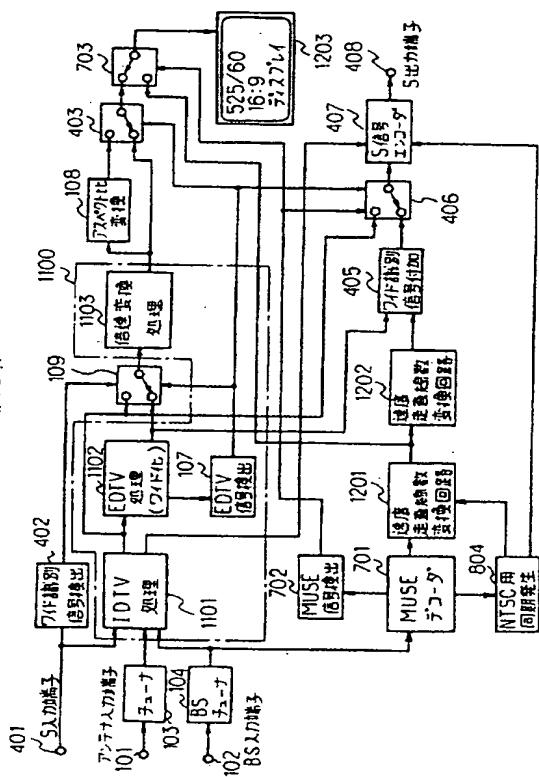 401
S入力端子
アンテナ入力端子
101
102
BS入力端子
402
ワイド識別
信号検出
103
チューナ
104
BS
チューナ
IDTV
処理
1101
EDTV
処理
(ワイド化)
1102
107
EDTV
信号検出
109
1100
1103
倍速変換
処理
108
アスペクト比
変換
403
703
525/60
16:9
ディスプレイ
1203
702
MUSE
信号検出
701
MUSE
デコーダ
804
NTSC用
同期発生
1201
速度
走査線数
変換回路
1202
速度
走査線数
変換回路
405
ワイド識別
信号付加
406
407
S信号
エンコーダ
408
S出力端子